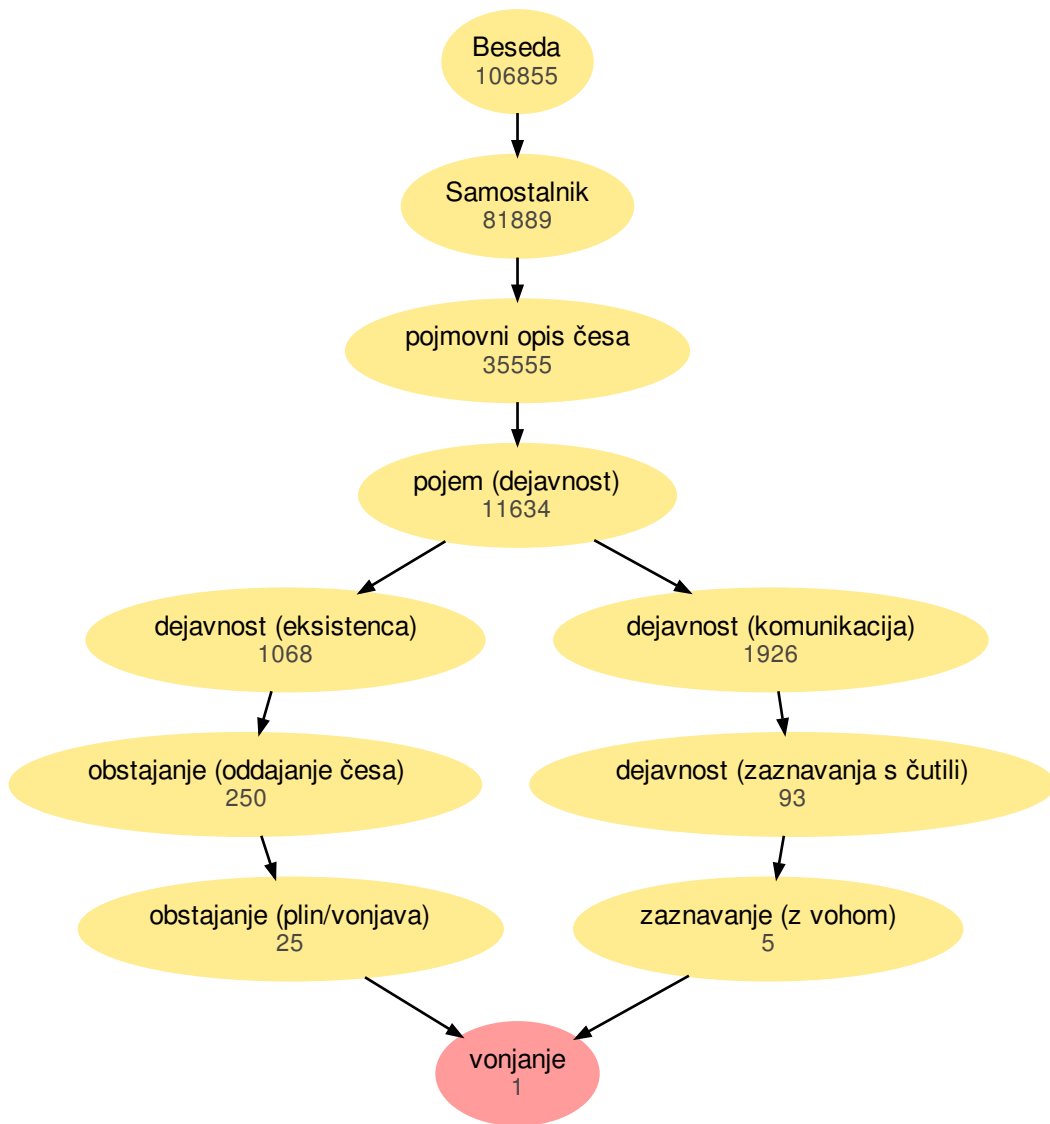 Beseda
106855
Samostalnik
81889
pojmovni opis česa
35555
pojem (dejavnost)
11634
dejavnost (eksistenca)
1068
dejavnost (komunikacija)
1926
obstajanje (oddajanje česa)
250
dejavnost (zaznavanja s čutili)
93
obstajanje (plin/vonjava)
25
zaznavanje (z vohom)
5
vonjanje
1